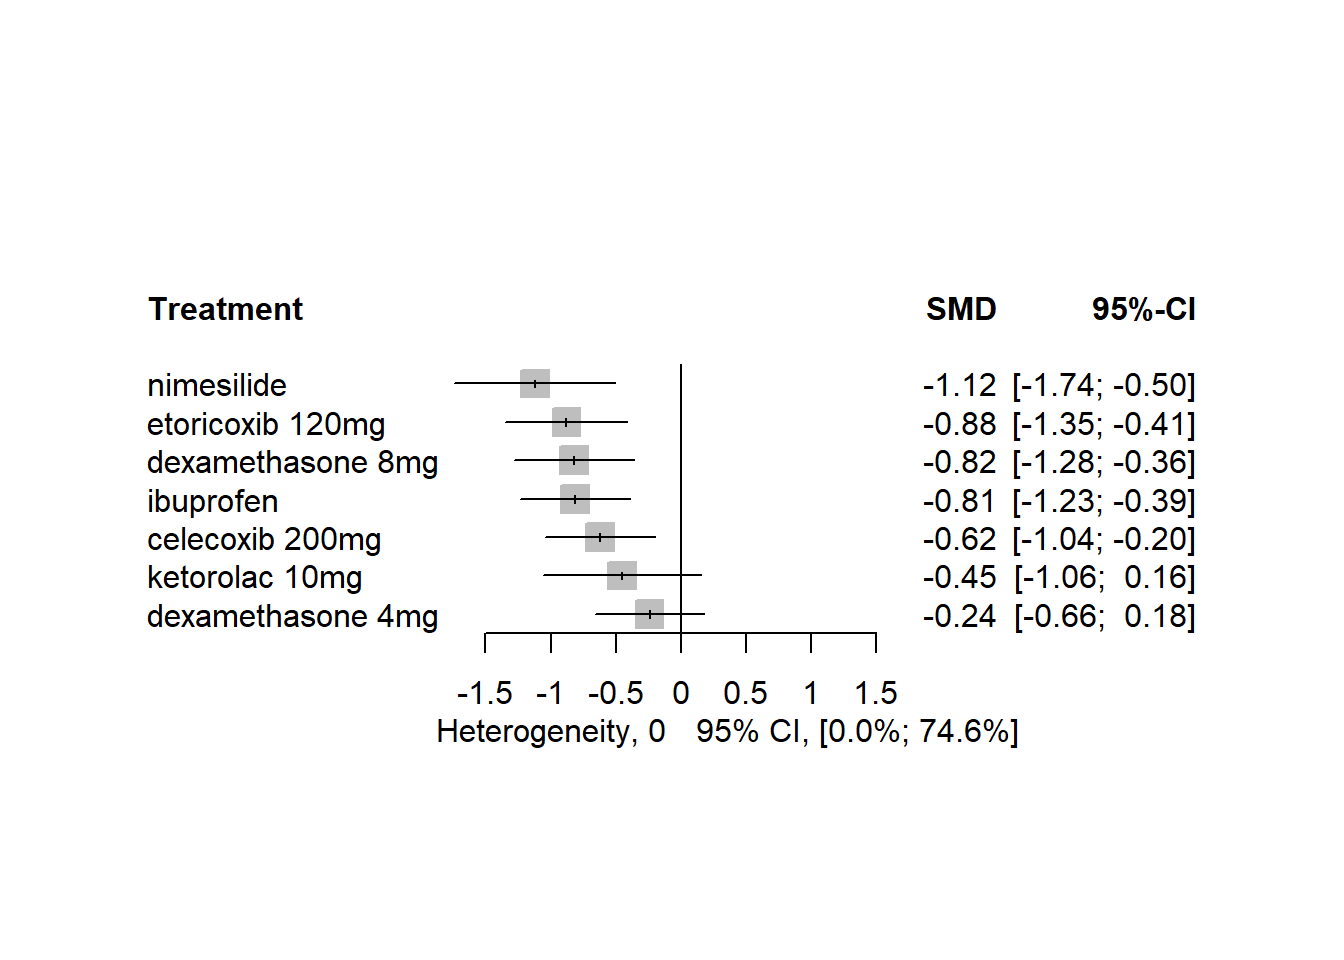 Treatment SMD 95%-CI
nimesilide -1.12 [-1.74; -0.50]
etoricoxib 120mg -0.88 [-1.35; -0.41]
dexamethasone 8mg -0.82 [-1.28; -0.36]
ibuprofen -0.81 [-1.23; -0.39]
celecoxib 200mg -0.62 [-1.04; -0.20]
ketorolac 10mg -0.45 [-1.06; 0.16]
dexamethasone 4mg -0.24 [-0.66; 0.18]
-1.5 -1 -0.5 0 0.5 1 1.5
Heterogeneity, 0 95% CI, [0.0%; 74.6%]